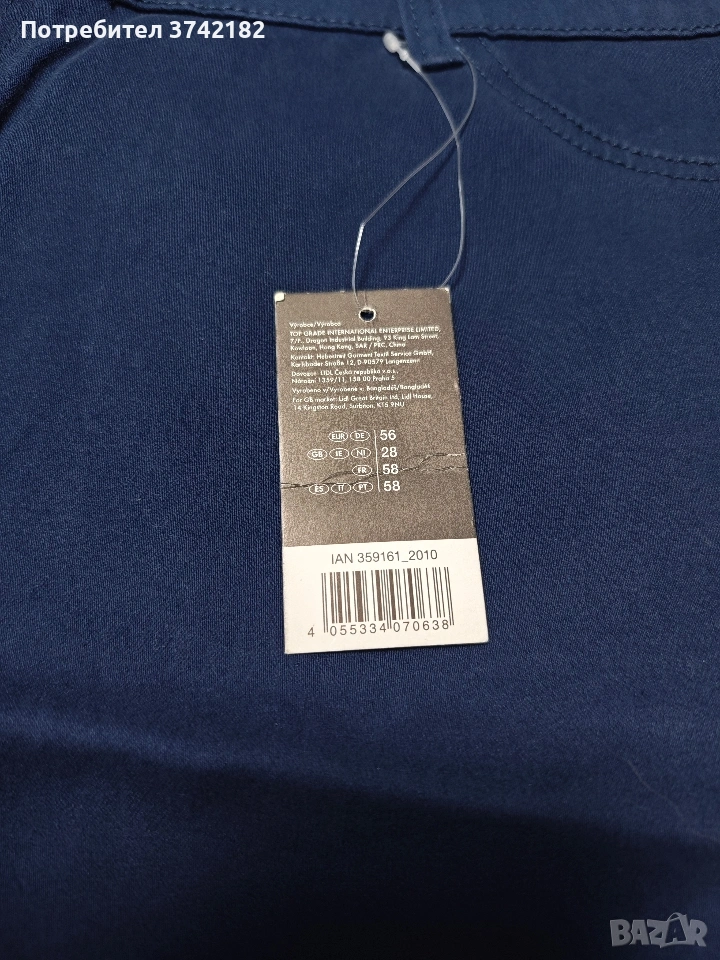 Потребител 3742182
Výrobce/Výrobca
TOP GRADE INTERNATIONAL ENTERPRISE LIMITED,
7/F., Dragon Industrial Building, 93 King Lam Street,
Kowloon, Hong Kong, SAR / PRC, China
Kontakt: Hebestreit Garment Textil Service GmbH,
Karlsbader Straße 12, D-90579 Langenzenn
Dovozce: LIDL Česká republika v.o.s.,
Nárožní 1359/11, 158 00 Praha 5
Vyrobeno v/Vyrobené v: Bangladéš/Bangladéš
For GB market: Lidl Great Britain Ltd, Lidl House,
14 Kingston Road, Surbiton, KT5 9NU
EUR DE 56
GB IE NI 28
FR 58
ES IT PT 58
IAN 359161_2010
4 055334 070638
BAZAR